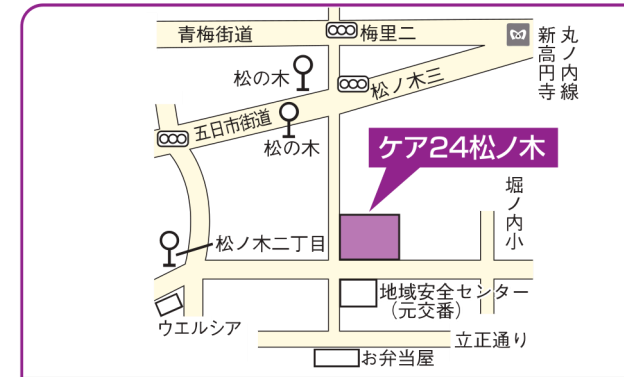 青梅街道
梅里二
丸ノ内線
新高円寺
松の木
松ノ木三
五日市街道
松の木
ケア24松ノ木
堀ノ内小
松ノ木二丁目
地域安全センター
（元交番）
ウエルシア
立正通り
お弁当屋